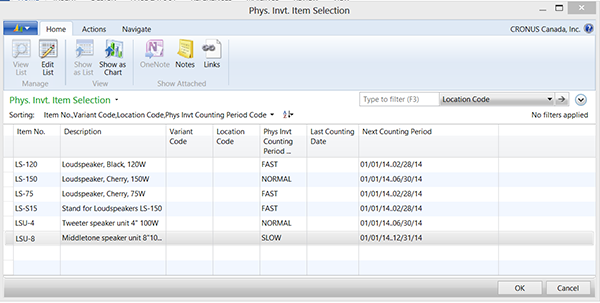 Phys. Invt. Item Selection
Home Actions Navigate
CRONUS Canada, Inc.
View List
Edit List
Show as List
Show as Chart
OneNote
Notes
Links
Manage View Show Attached
Phys. Invt. Item Selection
Type to filter (F3) Location Code
Sorting: Item No.,Variant Code,Location Code,Phys Invt Counting Period Code
No filters applied
Item No. Description Variant Code Location Code Phys Invt Counting Period ... Last Counting Date Next Counting Period
LS-120 Loudspeaker, Black, 120W FAST 01/01/14..02/28/14
LS-150 Loudspeaker, Cherry, 150W NORMAL 01/01/14..06/30/14
LS-75 Loudspeaker, Cherry, 75W FAST 01/01/14..02/28/14
LS-S15 Stand for Loudspeakers LS-150 FAST 01/01/14..02/28/14
LSU-4 Tweeter speaker unit 4" 100W NORMAL 01/01/14..06/30/14
LSU-8 Middletone speaker unit 8"10... SLOW 01/01/14..12/31/14
OK Cancel